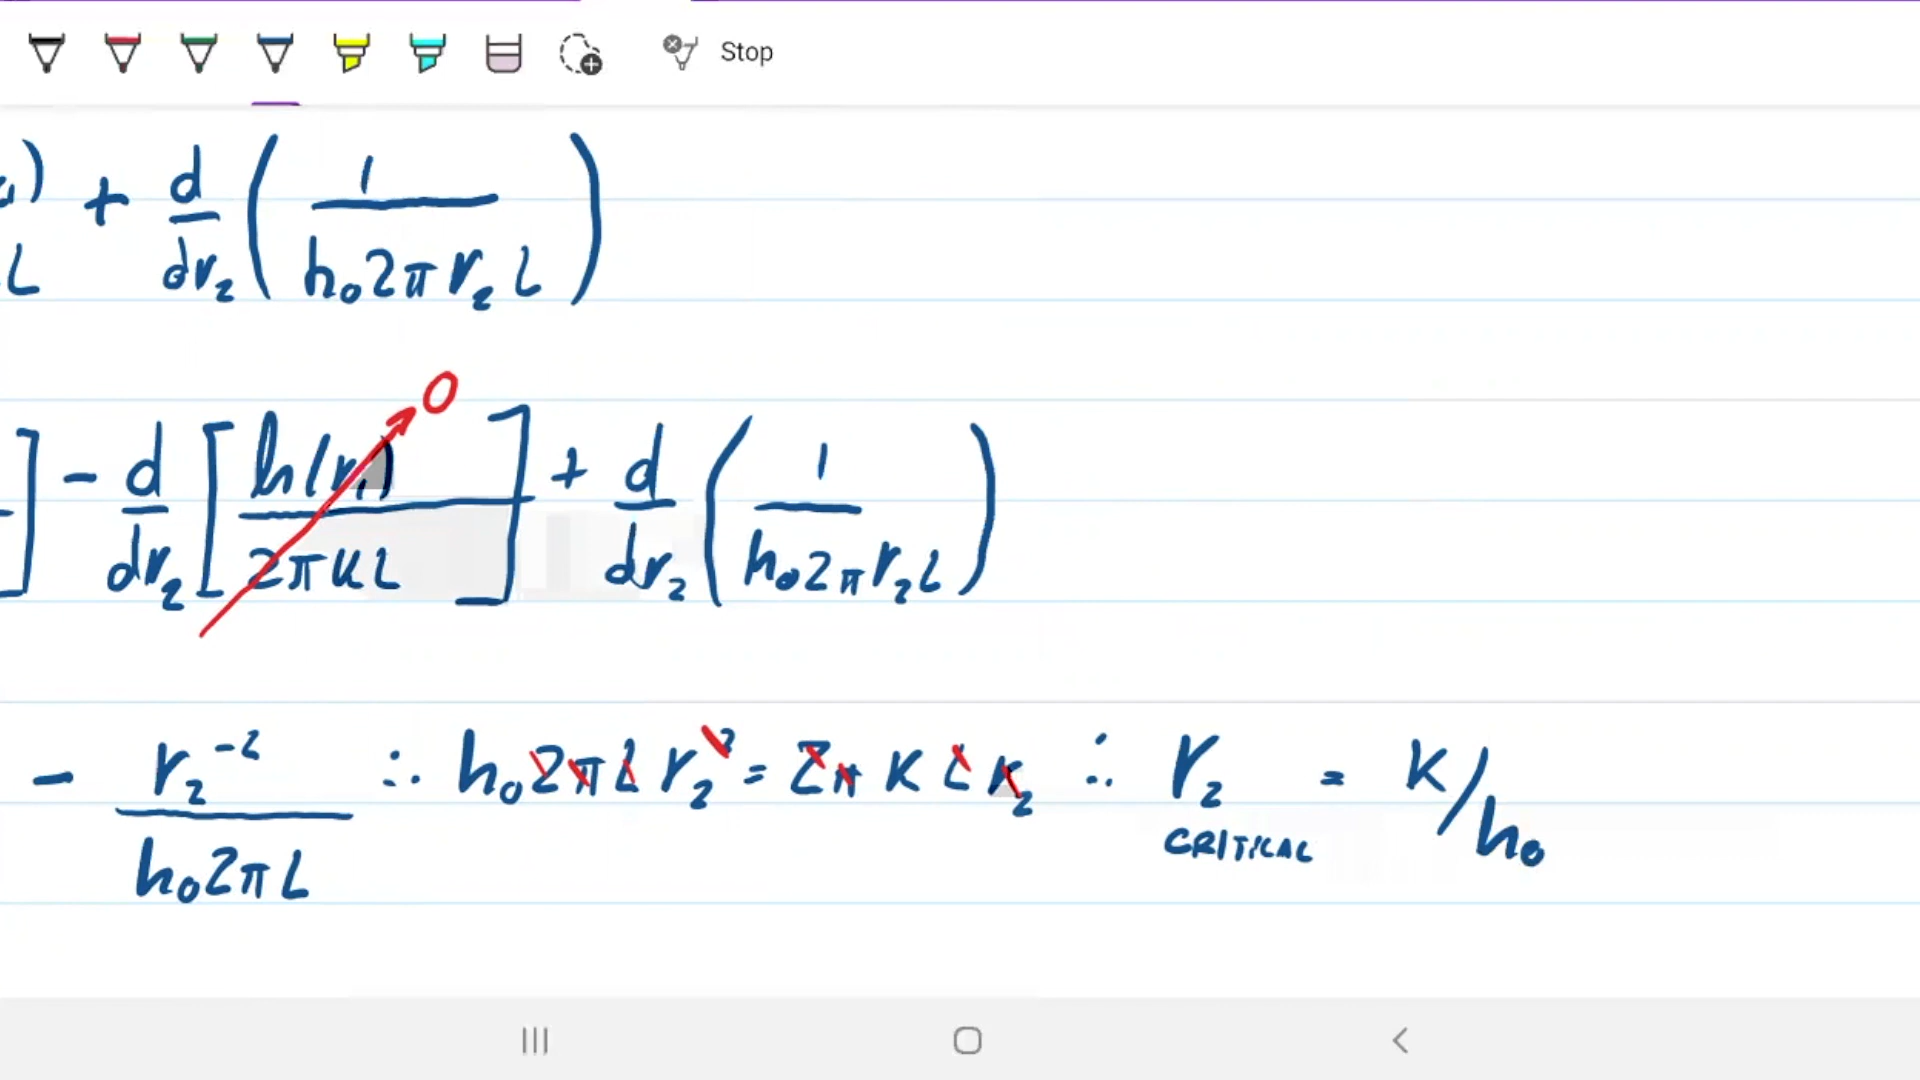 Stop
) + d/dr₂ ( 1 / h₀2πr₂L )
L
] - d/dr₂ [ ln(r₁) / 2πKL ] 0 + d/dr₂ ( 1 / h₀2πr₂L )
- r₂⁻² / h₀2πL ∴ h₀2πLr₂² = 2πKLr₂ ∴ r₂ CRITICAL = K/h₀